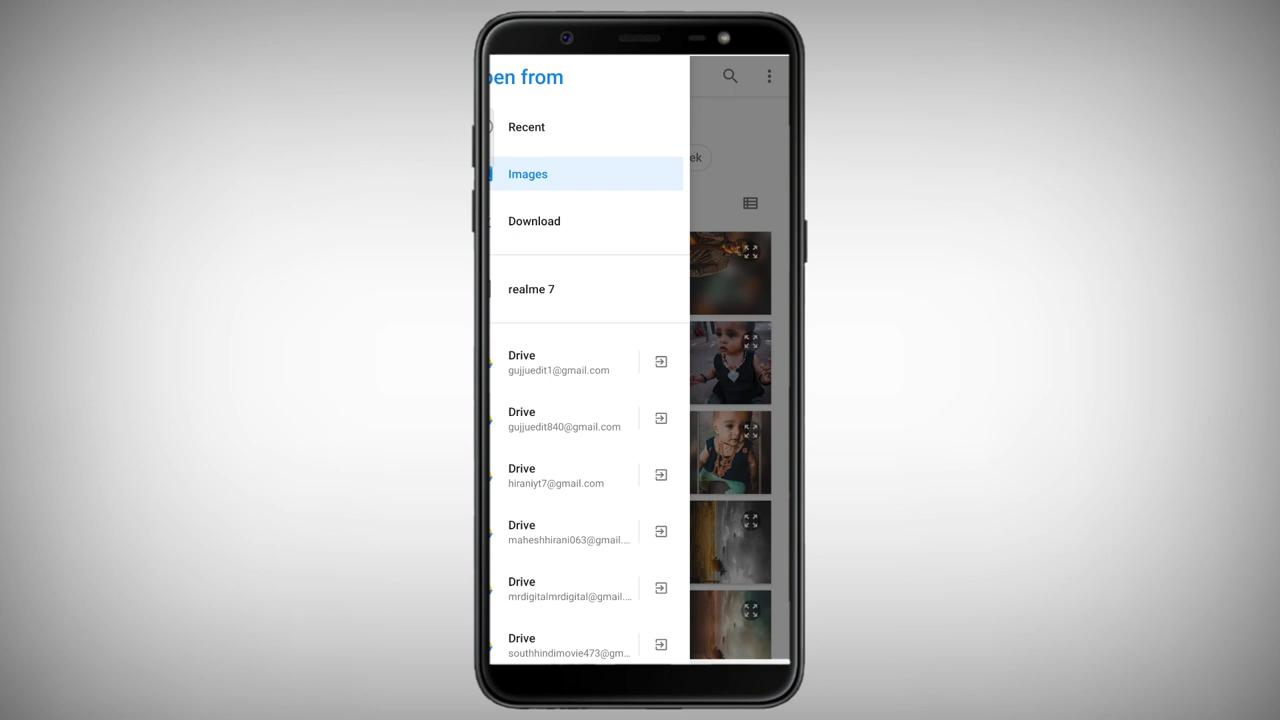 pen from
Recent
Images
ek
Download
realme 7
Drive
gujjuedit1@gmail.com
Drive
gujjuedit840@gmail.com
Drive
hiraniyt7@gmail.com
Drive
maheshhirani063@gmail....
Drive
mrdigitalmrdigital@gmail....
Drive
southhindimovie473@gm...